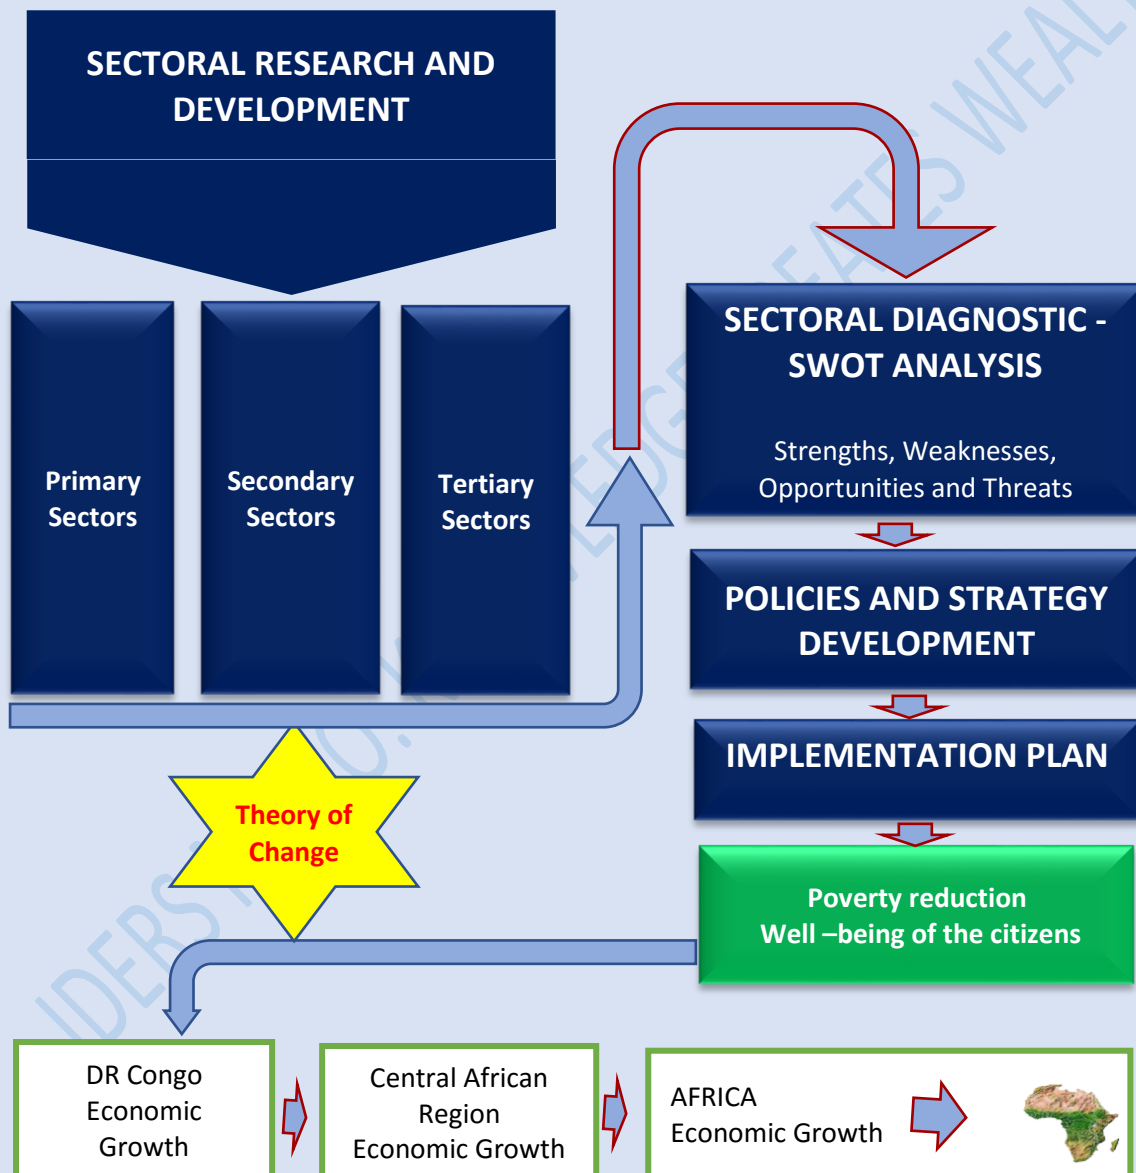 SECTORAL RESEARCH AND
DEVELOPMENT
Primary
Sectors
Secondary
Sectors
Tertiary
Sectors
SECTORAL DIAGNOSTIC -
SWOT ANALYSIS
Strengths, Weaknesses,
Opportunities and Threats
POLICIES AND STRATEGY
DEVELOPMENT
IMPLEMENTATION PLAN
Theory of
Change
Poverty reduction
Well –being of the citizens
DR Congo
Economic
Growth
Central African
Region
Economic Growth
AFRICA
Economic Growth